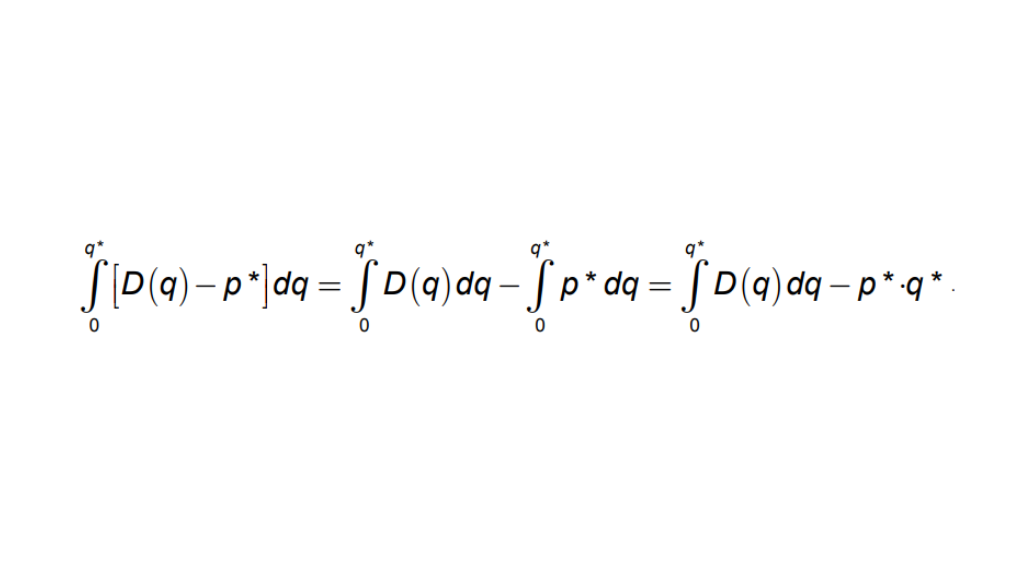 ∫₀^{q*} [D(q) – p*] dq = ∫₀^{q*} D(q) dq – ∫₀^{q*} p* dq = ∫₀^{q*} D(q) dq – p*·q*.